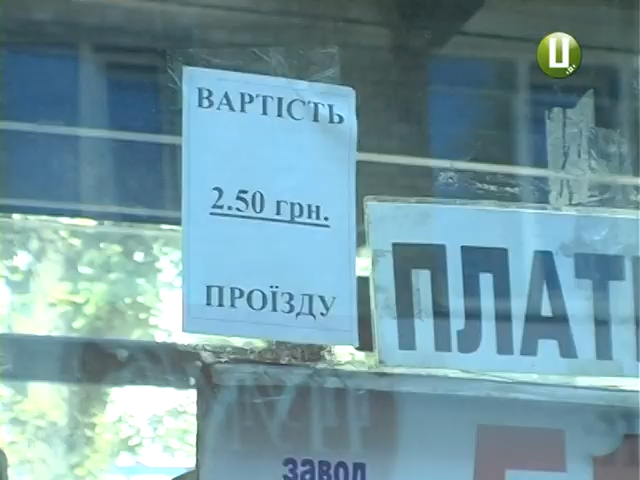 ВАРТІСТЬ
2.50 грн.
ПРОЇЗДУ
ПЛАТ
завод
Ц